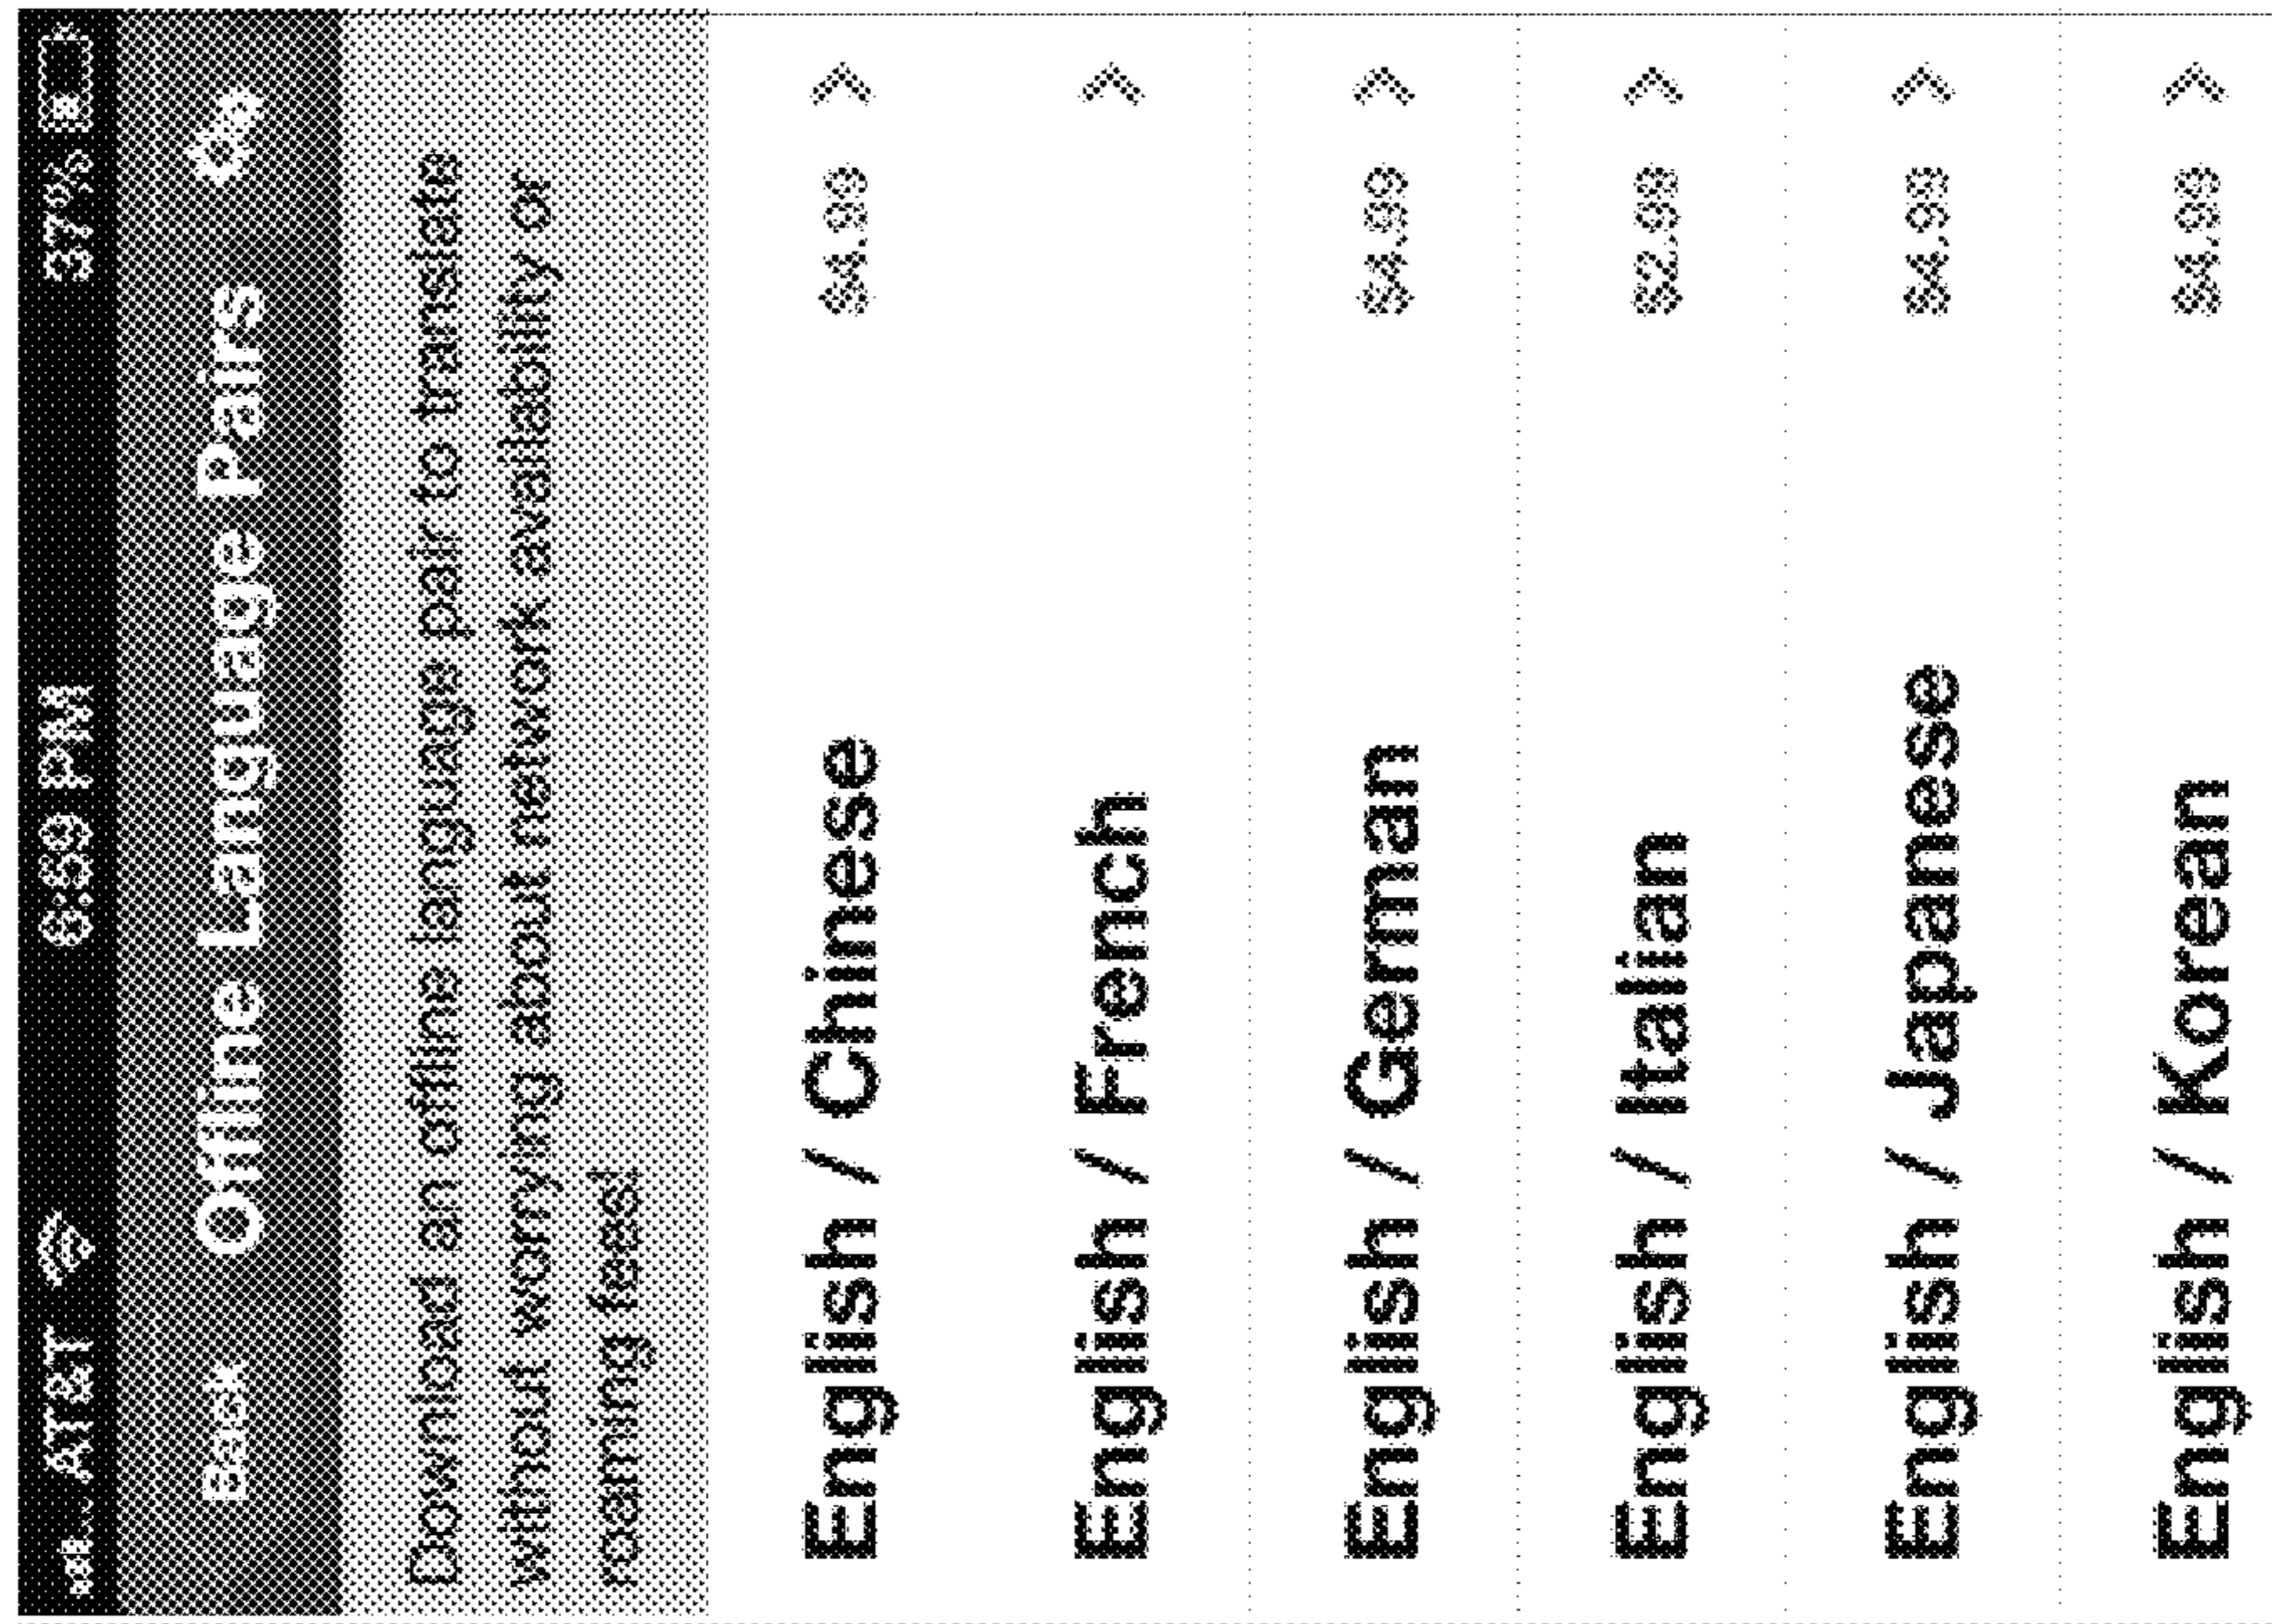 AT&T 6:59 PM 37%
Back Offline Language Pairs
Download an offline language pair to translate
without worrying about network availability or
roaming fees!
English / Chinese $4.99
English / French
English / German $4.99
English / Italian $2.99
English / Japanese $4.99
English / Korean $4.99